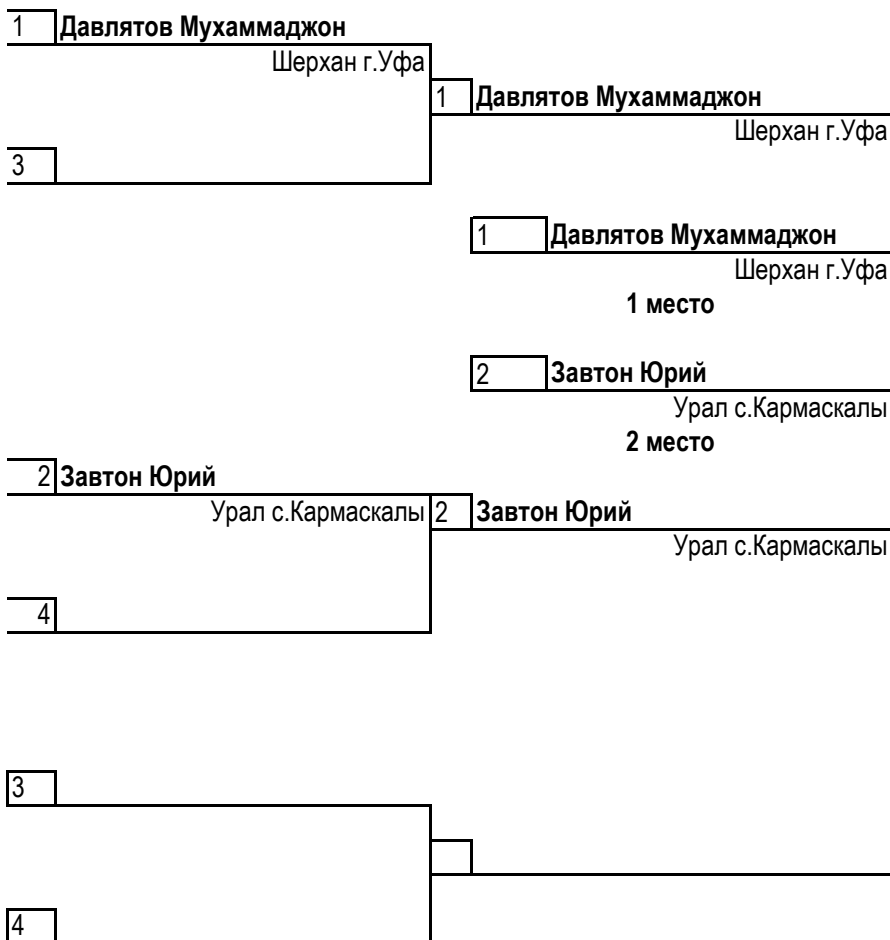 1 Давлятов Мухаммаджон
Шерхан г.Уфа
1 Давлятов Мухаммаджон
Шерхан г.Уфа
3
1 Давлятов Мухаммаджон
Шерхан г.Уфа
1 место
2 Завтон Юрий
Урал с.Кармаскалы
2 место
2 Завтон Юрий
Урал с.Кармаскалы 2 Завтон Юрий
Урал с.Кармаскалы
4
3
4